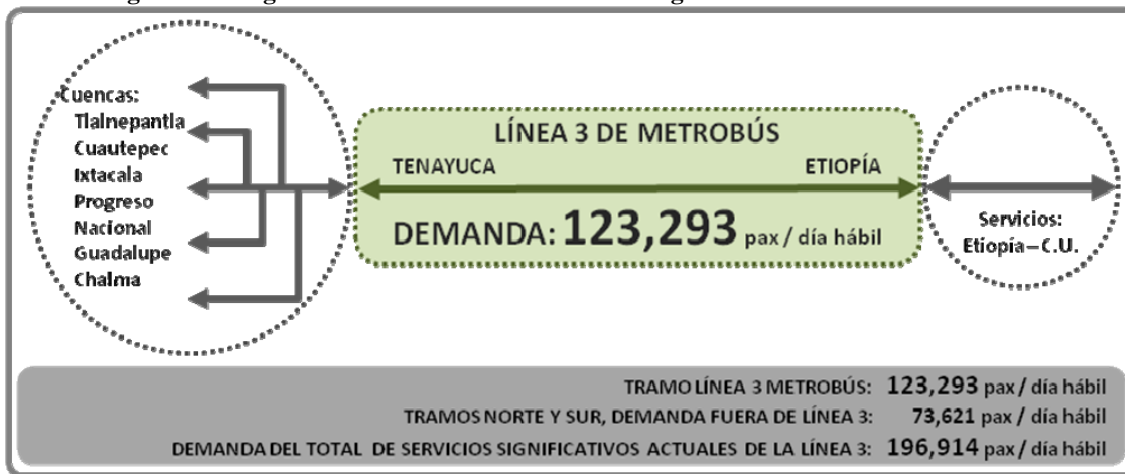 Cuencas:
Tlalnepantla
Cuautepec
Ixtacala
Progreso
Nacional
Guadalupe
Chalma
LÍNEA 3 DE METROBÚS
TENAYUCA ETIOPÍA
DEMANDA: 123,293 pax / día hábil
Servicios:
Etiopía–C.U.
TRAMO LÍNEA 3 METROBÚS: 123,293 pax / día hábil
TRAMOS NORTE Y SUR, DEMANDA FUERA DE LÍNEA 3: 73,621 pax / día hábil
DEMANDA DEL TOTAL DE SERVICIOS SIGNIFICATIVOS ACTUALES DE LA LÍNEA 3: 196,914 pax / día hábil